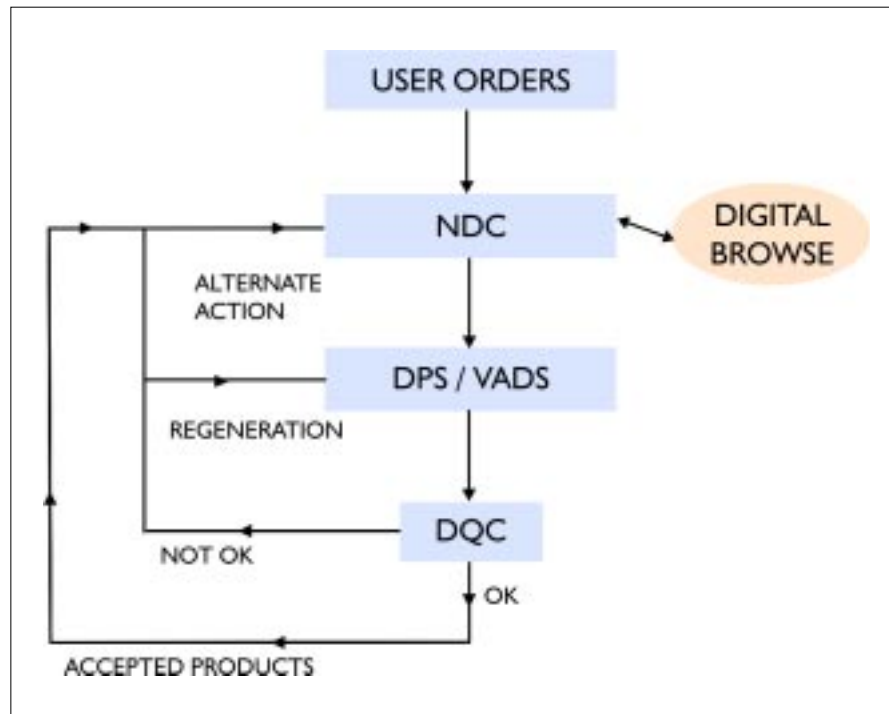 USER ORDERS
NDC
DIGITAL
BROWSE
ALTERNATE
ACTION
DPS / VADS
REGENERATION
DQC
NOT OK
OK
ACCEPTED PRODUCTS